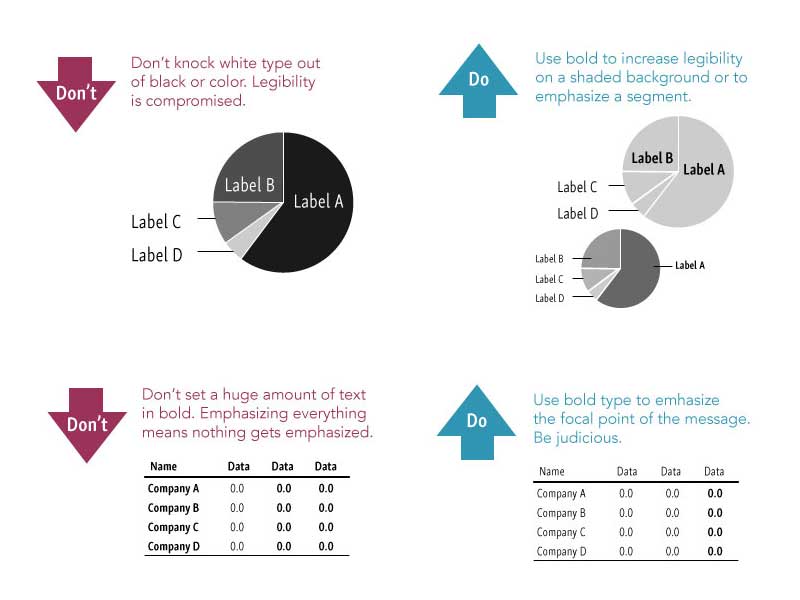 Don't
Don't knock white type out
of black or color. Legibility
is compromised.
Label B
Label A
Label C
Label D
Do
Use bold to increase legibility
on a shaded background or to
emphasize a segment.
Label B
Label A
Label C
Label D
Label B
Label A
Label C
Label D
Don't
Don't set a huge amount of text
in bold. Emphasizing everything
means nothing gets emphasized.
Name Data Data Data
Company A 0.0 0.0 0.0
Company B 0.0 0.0 0.0
Company C 0.0 0.0 0.0
Company D 0.0 0.0 0.0
Do
Use bold type to emhasize
the focal point of the message.
Be judicious.
Name Data Data Data
Company A 0.0 0.0 0.0
Company B 0.0 0.0 0.0
Company C 0.0 0.0 0.0
Company D 0.0 0.0 0.0